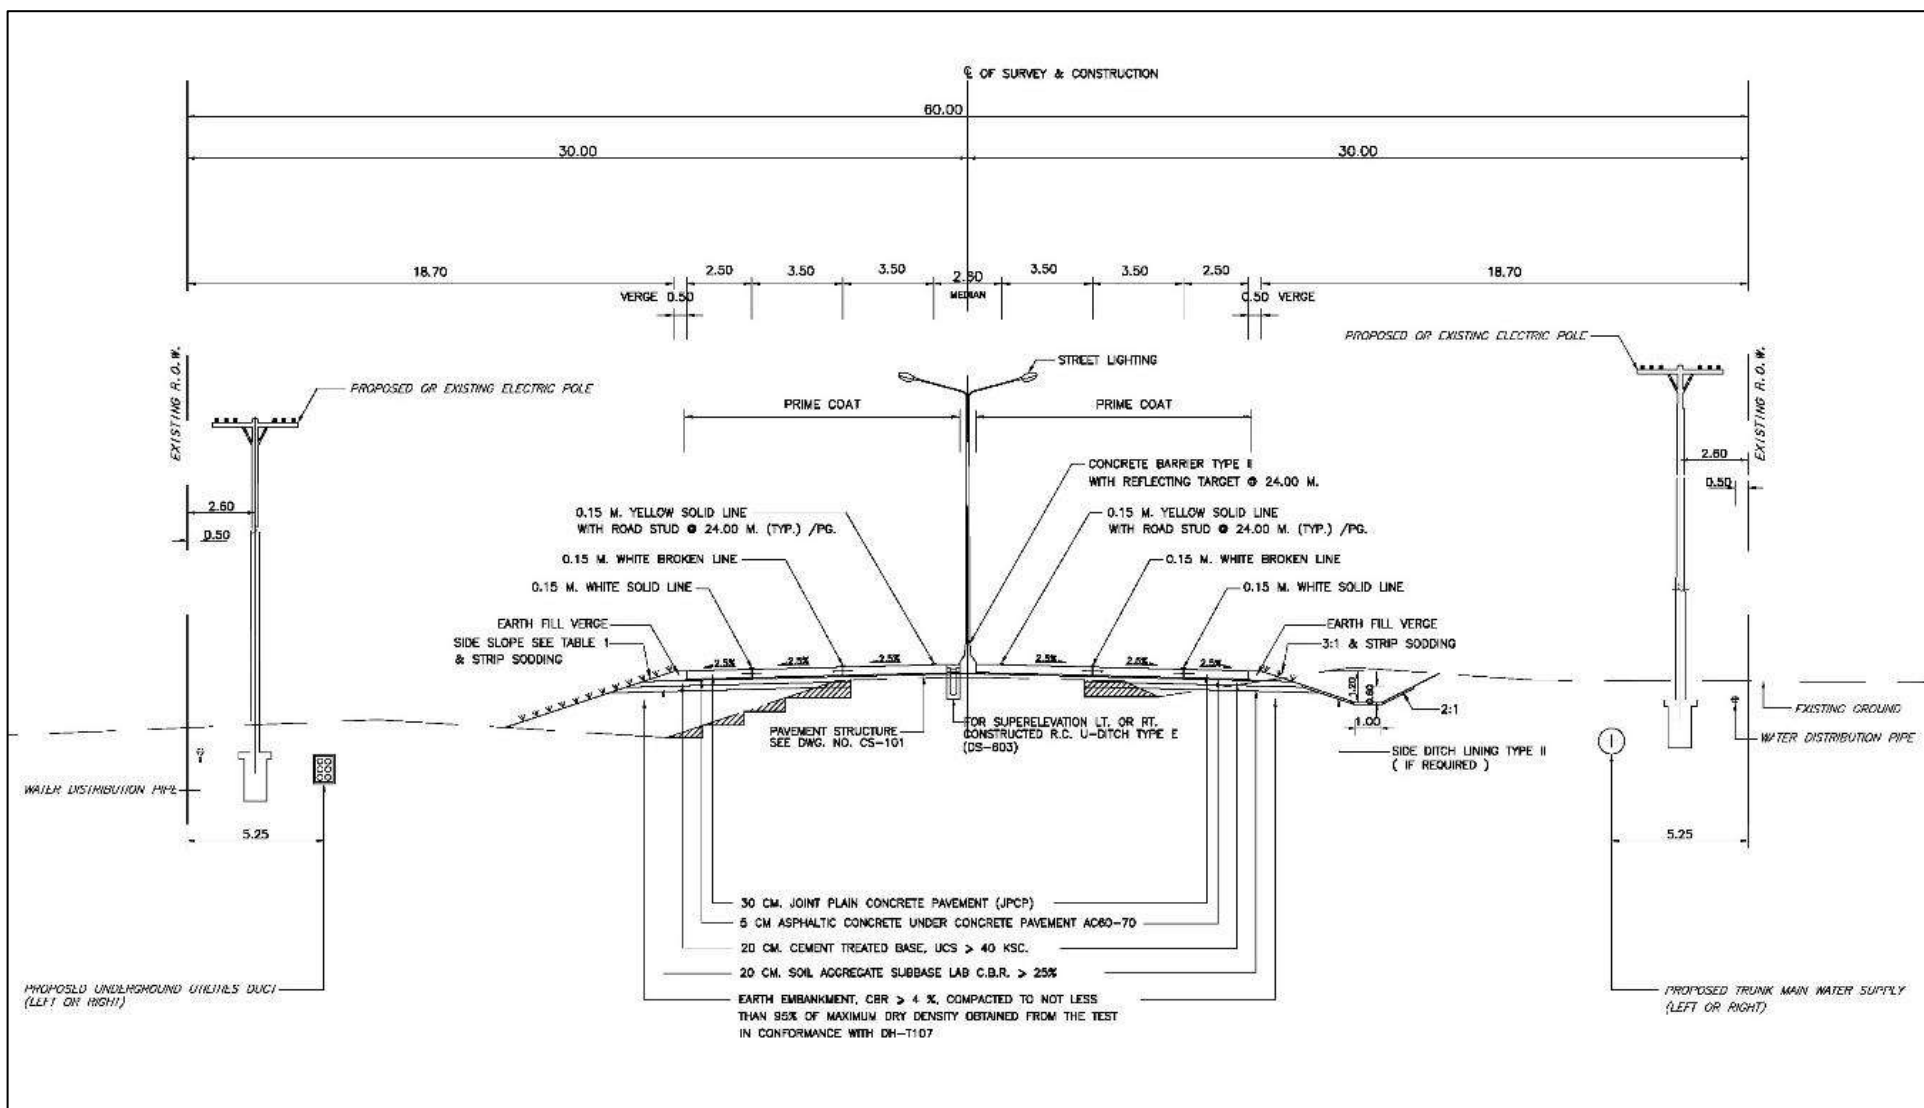 ℄ OF SURVEY & CONSTRUCTION
60.00
30.00
30.00
18.70
2.50
3.50
3.50
2.60
3.50
3.50
2.50
18.70
VERGE 0.50
MEDIAN
0.50 VERGE
PROPOSED OR EXISTING ELECTRIC POLE
EXISTING R.O.W.
EXISTING R.O.W.
STREET LIGHTING
PROPOSED OR EXISTING ELECTRIC POLE
PRIME COAT
PRIME COAT
2.60
0.50
CONCRETE BARRIER TYPE II
WITH REFLECTING TARGET @ 24.00 M.
2.60
0.50
0.15 M. YELLOW SOLID LINE
WITH ROAD STUD @ 24.00 M. (TYP.) /PG.
0.15 M. YELLOW SOLID LINE
WITH ROAD STUD @ 24.00 M. (TYP.) /PG.
0.15 M. WHITE BROKEN LINE
0.15 M. WHITE BROKEN LINE
0.15 M. WHITE SOLID LINE
0.15 M. WHITE SOLID LINE
EARTH FILL VERGE
EARTH FILL VERGE
SIDE SLOPE SEE TABLE 1
& STRIP SODDING
3:1 & STRIP SODDING
2.5%
2.5%
2.5%
2.5%
2.5%
2.5%
1.20
0.60
1.00
2:1
PAVEMENT STRUCTURE
SEE DWG. NO. CS-101
FOR SUPERELEVATION LT. OR RT.
CONSTRUCTED R.C. U-DITCH TYPE E
(DS-603)
EXISTING GROUND
WATER DISTRIBUTION PIPE
SIDE DITCH LINING TYPE II
( IF REQUIRED )
WATER DISTRIBUTION PIPE
5.25
5.25
30 CM. JOINT PLAIN CONCRETE PAVEMENT (JPCP)
5 CM ASPHALTIC CONCRETE UNDER CONCRETE PAVEMENT AC60-70
20 CM. CEMENT TREATED BASE, UCS > 40 KSC.
20 CM. SOIL AGGREGATE SUBBASE LAB C.B.R. > 25%
EARTH EMBANKMENT, CBR > 4 %, COMPACTED TO NOT LESS
THAN 95% OF MAXIMUM DRY DENSITY OBTAINED FROM THE TEST
IN CONFORMANCE WITH DH-T107
PROPOSED UNDERGROUND UTILITIES DUCT
(LEFT OR RIGHT)
PROPOSED TRUNK MAIN WATER SUPPLY
(LEFT OR RIGHT)